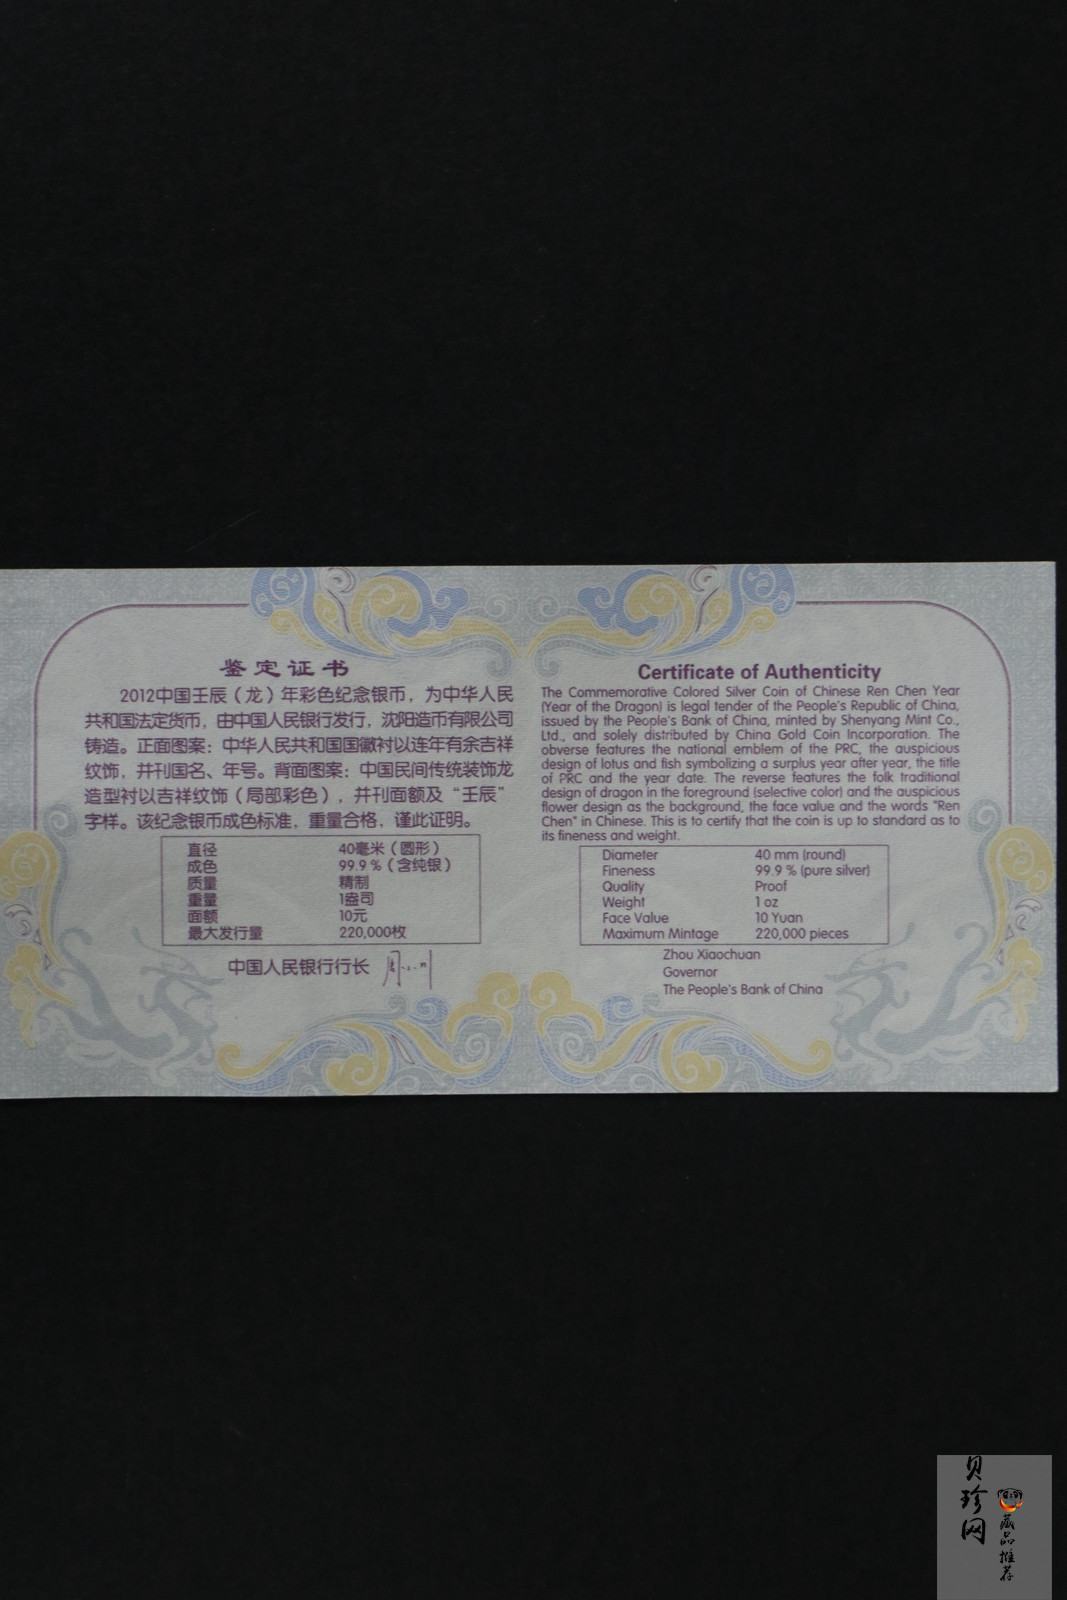 鉴定证书
2012中国壬辰（龙）年彩色纪念银币，为中华人民
共和国法定货币，由中国人民银行发行，沈阳造币有限公司
铸造。正面图案：中华人民共和国国徽衬以连年有余吉祥
纹饰，并刊国名、年号。背面图案：中国民间传统装饰龙
造型衬以吉祥纹饰（局部彩色），并刊面额及“壬辰”
字样。该纪念银币成色标准，重量合格，谨此证明。
直径 40毫米（圆形）
成色 99.9％（含纯银）
质量 精制
重量 1盎司
面额 10元
最大发行量 220,000枚
中国人民银行行长
Certificate of Authenticity
The Commemorative Colored Silver Coin of Chinese Ren Chen Year
(Year of the Dragon) is legal tender of the People's Republic of China,
issued by the People's Bank of China, minted by Shenyang Mint Co.,
Ltd., and solely distributed by China Gold Coin Incorporation. The
obverse features the national emblem of the PRC, the auspicious
design of lotus and fish symbolizing a surplus year after year, the title
of PRC and the year date. The reverse features the folk traditional
design of dragon in the foreground (selective color) and the auspicious
flower design as the background, the face value and the words "Ren
Chen" in Chinese. This is to certify that the coin is up to standard as to
its fineness and weight.
Diameter 40 mm (round)
Fineness 99.9 % (pure silver)
Quality Proof
Weight 1 oz
Face Value 10 Yuan
Maximum Mintage 220,000 pieces
Zhou Xiaochuan
Governor
The People's Bank of China
贝珍网
藏品推荐